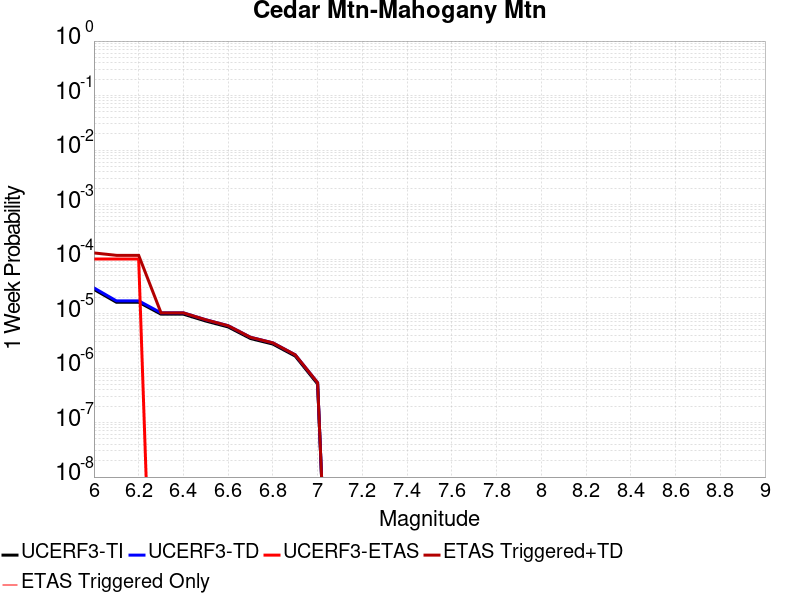 Cedar Mtn-Mahogany Mtn
10^0
10^-1
10^-2
10^-3
10^-4
10^-5
10^-6
10^-7
10^-8
1 Week Probability
6 6.2 6.4 6.6 6.8 7 7.2 7.4 7.6 7.8 8 8.2 8.4 8.6 8.8 9
Magnitude
UCERF3-TI UCERF3-TD UCERF3-ETAS ETAS Triggered+TD
ETAS Triggered Only